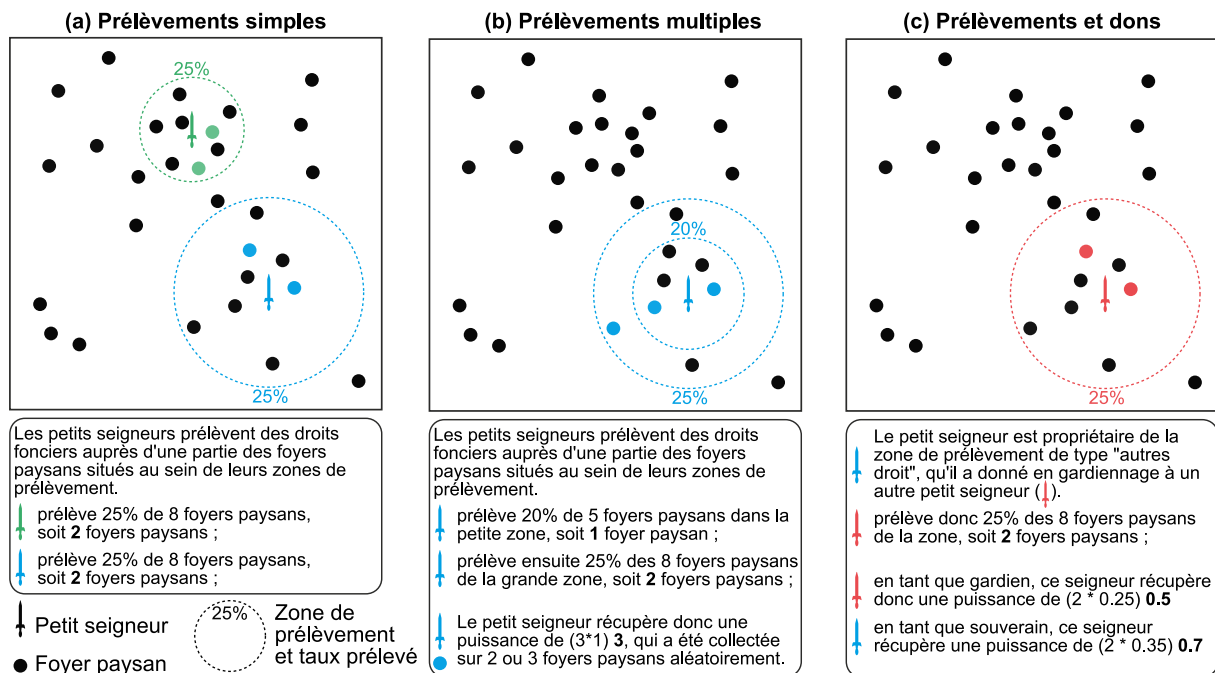 (a) Prélèvements simples
25%
25%
Les petits seigneurs prélèvent des droits
fonciers auprès d'une partie des foyers
paysans situés au sein de leurs zones de
prélèvement.
prélève 25% de 8 foyers paysans,
soit 2 foyers paysans ;
prélève 25% de 8 foyers paysans,
soit 2 foyers paysans ;
Petit seigneur
Foyer paysan
25%
Zone de
prélèvement
et taux prélevé
(b) Prélèvements multiples
20%
25%
Les petits seigneurs prélèvent des droits
fonciers auprès d'une partie des foyers
paysans situés au sein de leurs zones de
prélèvement.
prélève 20% de 5 foyers paysans dans la
petite zone, soit 1 foyer paysan ;
prélève ensuite 25% des 8 foyers paysans
de la grande zone, soit 2 foyers paysans ;
Le petit seigneur récupère donc une
puissance de (3*1) 3, qui a été collectée
sur 2 ou 3 foyers paysans aléatoirement.
(c) Prélèvements et dons
25%
Le petit seigneur est propriétaire de la
zone de prélèvement de type "autres
droit", qu'il a donné en gardiennage à un
autre petit seigneur ( ).
prélève donc 25% des 8 foyers paysans
de la zone, soit 2 foyers paysans ;
en tant que gardien, ce seigneur récupère
donc une puissance de (2 * 0.25) 0.5
en tant que souverain, ce seigneur
récupère une puissance de (2 * 0.35) 0.7